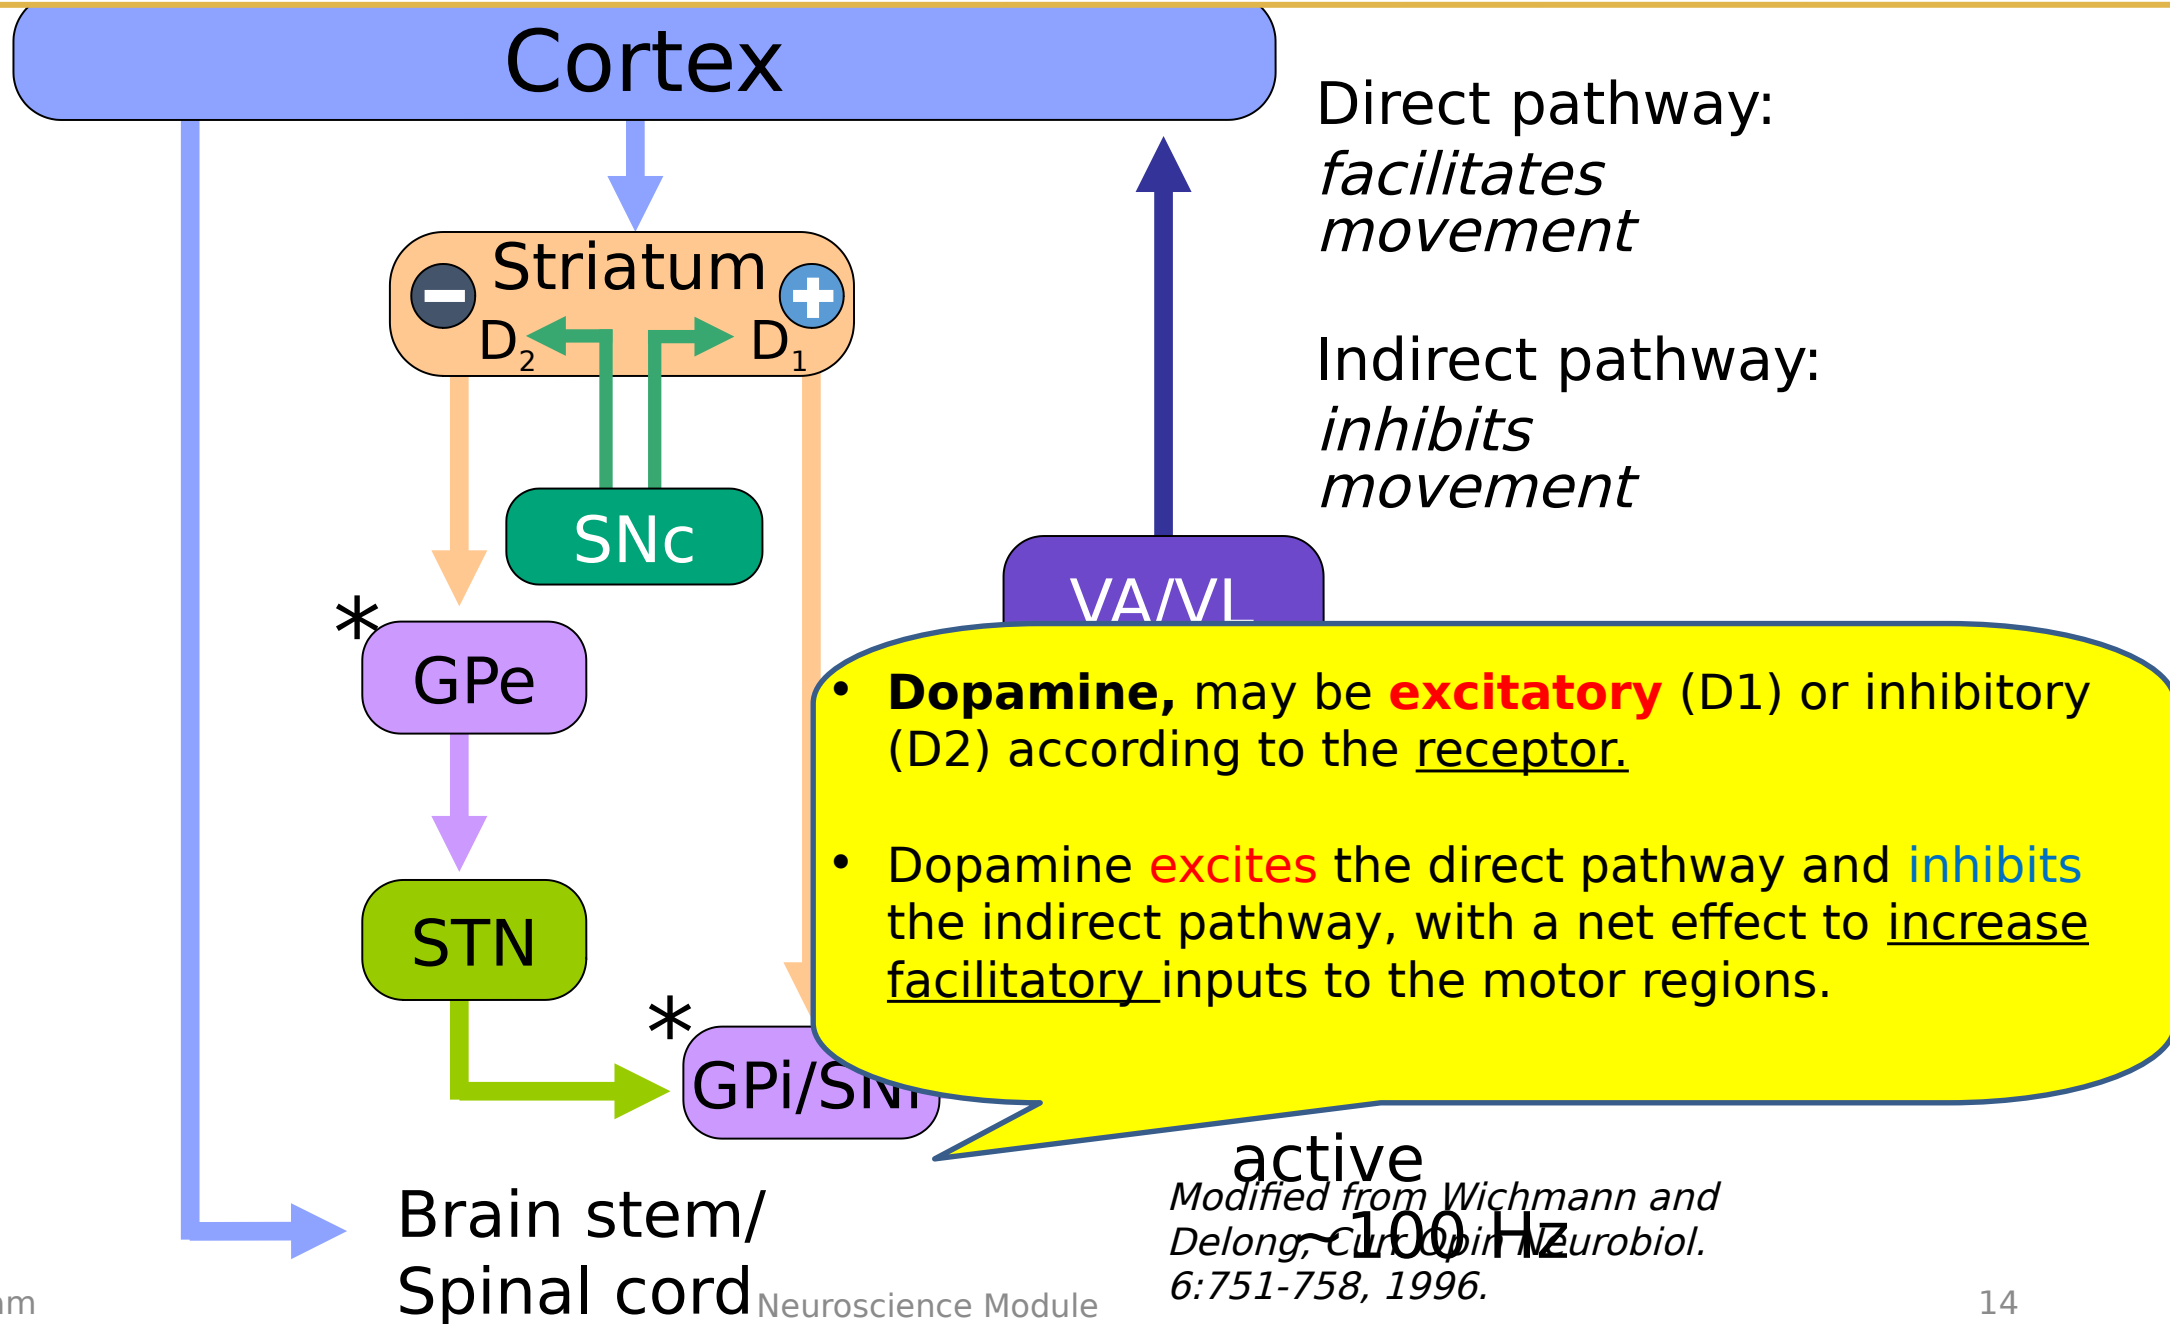 Cortex
Direct pathway:
facilitates
movement
Striatum
D2
D1
Indirect pathway:
inhibits
movement
SNc
VA/VL
*
GPe
• Dopamine, may be excitatory (D1) or inhibitory
(D2) according to the receptor.
• Dopamine excites the direct pathway and inhibits
the indirect pathway, with a net effect to increase
facilitatory inputs to the motor regions.
STN
*
GPi/SNr
active
~100 Hz
Modified from Wichmann and
Delong, Curr Opin Neurobiol.
6:751-758, 1996.
Brain stem/
Spinal cord
Neuroscience Module
14